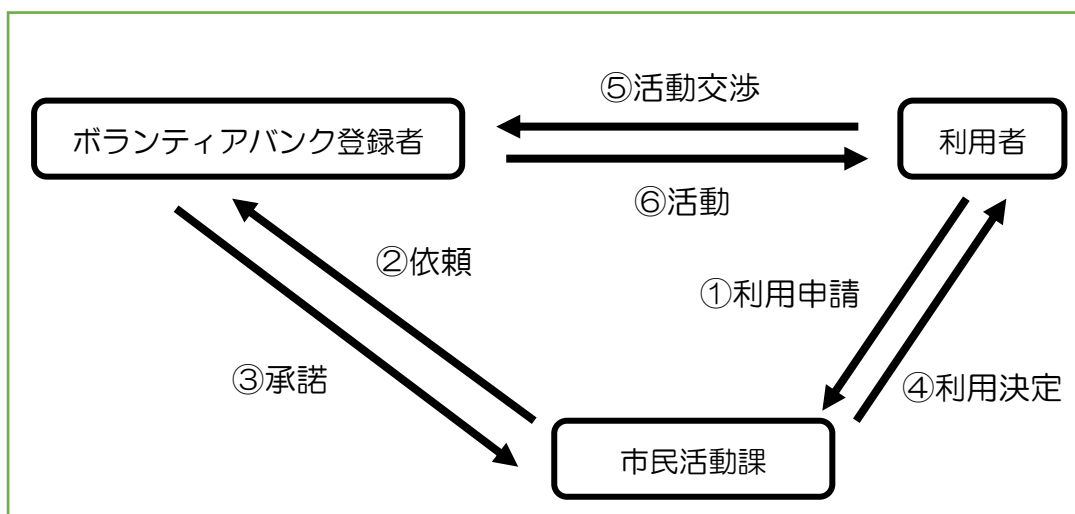 ⑤活動交渉
ボランティアバンク登録者
利用者
⑥活動
②依頼
①利用申請
③承諾
④利用決定
市民活動課